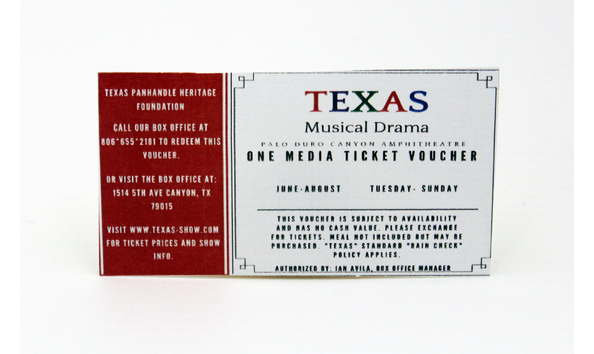 TEXAS PANHANDLE HERITAGE
FOUNDATION
CALL OUR BOX OFFICE AT
806*655*2181 TO REDEEM THIS
VOUCHER.
OR VISIT THE BOX OFFICE AT:
1514 5TH AVE CANYON, TX
79015
VISIT WWW.TEXAS-SHOW.COM
FOR TICKET PRICES AND SHOW
INFO.
TEXAS
Musical Drama
PALO DURO CANYON AMPHITHEATRE
ONE MEDIA TICKET VOUCHER
JUNE-AUGUST TUESDAY- SUNDAY
THIS VOUCHER IS SUBJECT TO AVAILABILITY
AND HAS NO CASH VALUE. PLEASE EXCHANGE
FOR TICKETS. MEAL NOT INCLUDED BUT MAY BE
PURCHASED. "TEXAS" STANDARD "RAIN CHECK"
POLICY APPLIES.
AUTHORIZED BY: IAN AVILA, BOX OFFICE MANAGER